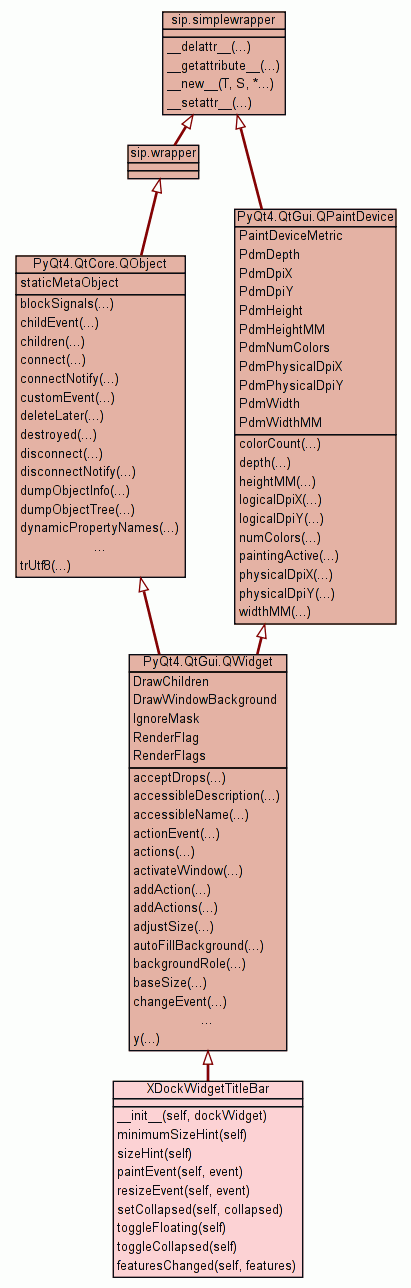 sip.simplewrapper
__delattr__(...)
__getattribute__(...)
__new__(T, S, *...)
__setattr__(...)
sip.wrapper
PyQt4.QtCore.QObject
staticMetaObject
blockSignals(...)
childEvent(...)
children(...)
connect(...)
connectNotify(...)
customEvent(...)
deleteLater(...)
destroyed(...)
disconnect(...)
disconnectNotify(...)
dumpObjectInfo(...)
dumpObjectTree(...)
dynamicPropertyNames(...)
...
trUtf8(...)
PyQt4.QtGui.QPaintDevice
PaintDeviceMetric
PdmDepth
PdmDpiX
PdmDpiY
PdmHeight
PdmHeightMM
PdmNumColors
PdmPhysicalDpiX
PdmPhysicalDpiY
PdmWidth
PdmWidthMM
colorCount(...)
depth(...)
heightMM(...)
logicalDpiX(...)
logicalDpiY(...)
numColors(...)
paintingActive(...)
physicalDpiX(...)
physicalDpiY(...)
widthMM(...)
PyQt4.QtGui.QWidget
DrawChildren
DrawWindowBackground
IgnoreMask
RenderFlag
RenderFlags
acceptDrops(...)
accessibleDescription(...)
accessibleName(...)
actionEvent(...)
actions(...)
activateWindow(...)
addAction(...)
addActions(...)
adjustSize(...)
autoFillBackground(...)
backgroundRole(...)
baseSize(...)
changeEvent(...)
...
y(...)
XDockWidgetTitleBar
__init__(self, dockWidget)
minimumSizeHint(self)
sizeHint(self)
paintEvent(self, event)
resizeEvent(self, event)
setCollapsed(self, collapsed)
toggleFloating(self)
toggleCollapsed(self)
featuresChanged(self, features)